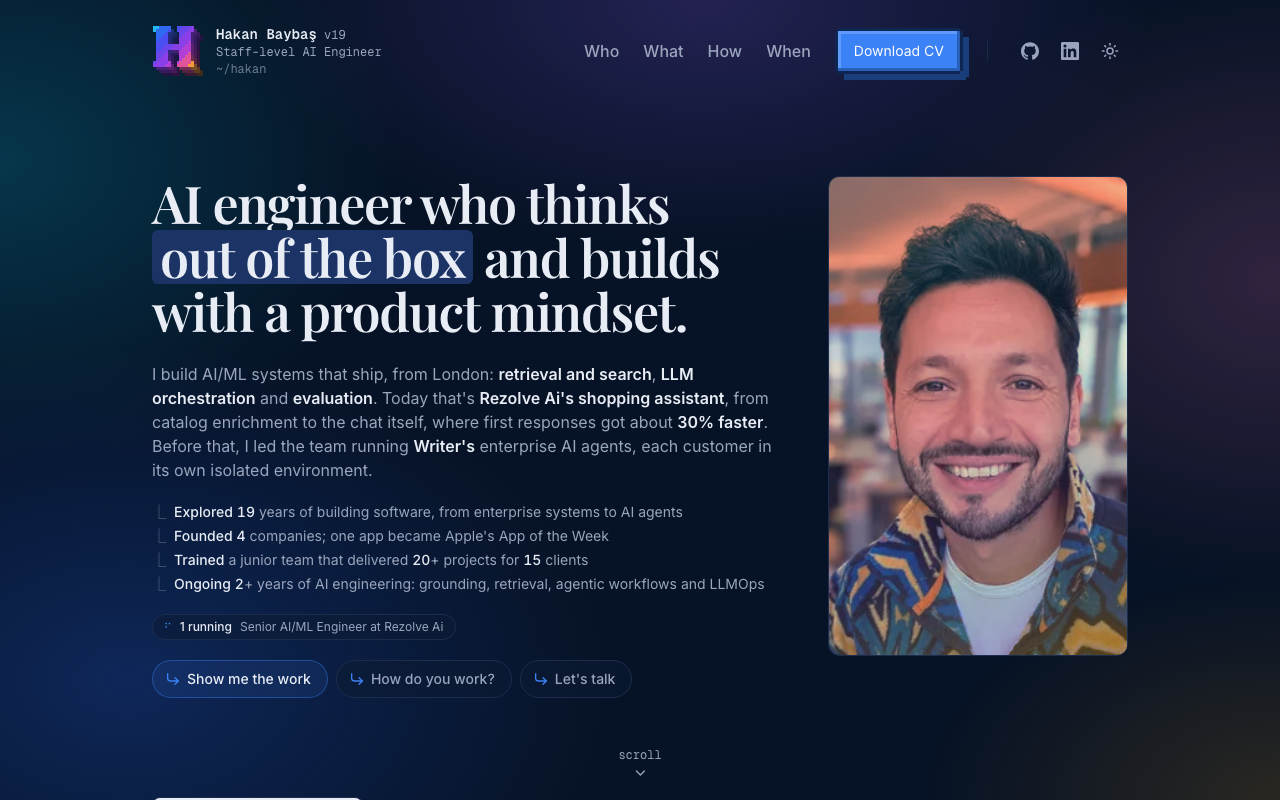 H
Hakan Baybaş v19
Staff-level AI Engineer
~/hakan
Who What How When Download CV
AI engineer who thinks
out of the box and builds
with a product mindset.
I build AI/ML systems that ship, from London: retrieval and search, LLM
orchestration and evaluation. Today that's Rezolve Ai's shopping assistant, from
catalog enrichment to the chat itself, where first responses got about 30% faster.
Before that, I led the team running Writer's enterprise AI agents, each customer in
its own isolated environment.
Explored 19 years of building software, from enterprise systems to AI agents
Founded 4 companies; one app became Apple's App of the Week
Trained a junior team that delivered 20+ projects for 15 clients
Ongoing 2+ years of AI engineering: grounding, retrieval, agentic workflows and LLMOps
1 running Senior AI/ML Engineer at Rezolve Ai
Show me the work How do you work? Let's talk
scroll